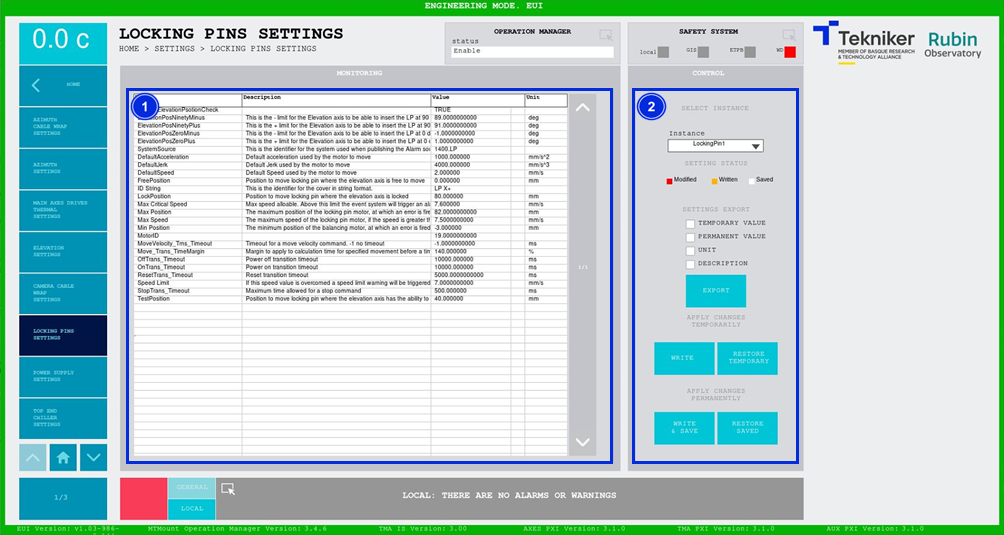 ENGINEERING MODE. EUI
0.0 c
LOCKING PINS SETTINGS
HOME > SETTINGS > LOCKING PINS SETTINGS
OPERATION MANAGER
status
Enable
SAFETY SYSTEM
local GIS ETPB WD
Tekniker
MEMBER OF BASQUE RESEARCH
& TECHNOLOGY ALLIANCE
Rubin
Observatory
HOME
AZIMUTH
CABLE WRAP
SETTINGS
AZIMUTH
SETTINGS
MAIN AXES DRIVES
THERMAL
SETTINGS
ELEVATION
SETTINGS
CAMERA CABLE
WRAP
SETTINGS
LOCKING PINS
SETTINGS
POWER SUPPLY
SETTINGS
TOP END
CHILLER
SETTINGS
1/3
MONITORING
1
Description Value Unit
ElevationPsotionCheck TRUE
ElevationPosNinetyMinus This is the - limit for the Elevation axis to be able to insert the LP at 90 89.0000000000 deg
ElevationPosNinetyPlus This is the + limit for the Elevation axis to be able to insert the LP at 90 91.0000000000 deg
ElevationPosZeroMinus This is the - limit for the Elevation axis to be able to insert the LP at 0 d -1.0000000000 deg
ElevationPosZeroPlus This is the + limit for the Elevation axis to be able to insert the LP at 0 d 1.0000000000 deg
SystemSource This is the identifier for the system used when publishing the Alarm sou 1400.LP
DefaultAcceleration Default acceleration used by the motor to move 1000.000000 mm/s^2
DefaultJerk Default Jerk used by the motor to move 4000.000000 mm/s^3
DefaultSpeed Default Speed used by the motor to move 2.000000 mm/s
FreePosition Position to move locking pin where the elevation axis is free to move 0.000000 mm
ID String This is the identifier for the cover in string format. LP X+
LockPosition Position to move locking pin where the elevation axis is locked 80.000000 mm
Max Critical Speed Max speed allowable. Above this limit the event system will trigger an ala 7.600000 mm/s
Max Position The maximum position of the locking pin motor, at which an error is fire 82.0000000000 mm
Max Speed The maximum speed of the locking pin motor, if the speed is greater th 7.5000000000 mm/s
Min Position The minimum position of the balancing motor, at which an error is fired -3.000000 mm
MotorID 19.0000000000
MoveVelocity_Tms_Timeout Timeout for a move velocity command. -1 no timeout -1.0000000000 ms
Move_Trans_TimeMargin Margin to apply to calculation time for specified movement before a tim 140.000000 %
OffTrans_Timeout Power off transition timeout 10000.000000 ms
OnTrans_Timeout Power on transition timeout 10000.000000 ms
ResetTrans_Timeout Reset transition timeout 5000.0000000000 ms
Speed Limit If this speed value is overcomed a speed limit warning will be triggered 7.0000000000 mm/s
StopTrans_Timeout Maximum time allowed for a stop command 500.000000 ms
TestPosition Position to move locking pin where the elevation axis has the ability to 40.000000 mm
1/1
CONTROL
2
SELECT INSTANCE
Instance
LockingPin1
SETTING STATUS
Modified Written Saved
SETTINGS EXPORT
TEMPORARY VALUE
PERMANENT VALUE
UNIT
DESCRIPTION
EXPORT
APPLY CHANGES
TEMPORARILY
WRITE
RESTORE
TEMPORARY
APPLY CHANGES
PERMANENTLY
WRITE
& SAVE
RESTORE
SAVED
GENERAL
LOCAL
LOCAL: THERE ARE NO ALARMS OR WARNINGS
EUI Version: v1.03-986- MTMount Operation Manager Version: 3.4.6 TMA IS Version: 3.00 AXES PXI Version: 3.1.0 TMA PXI Version: 3.1.0 AUX PXI Version: 3.1.0